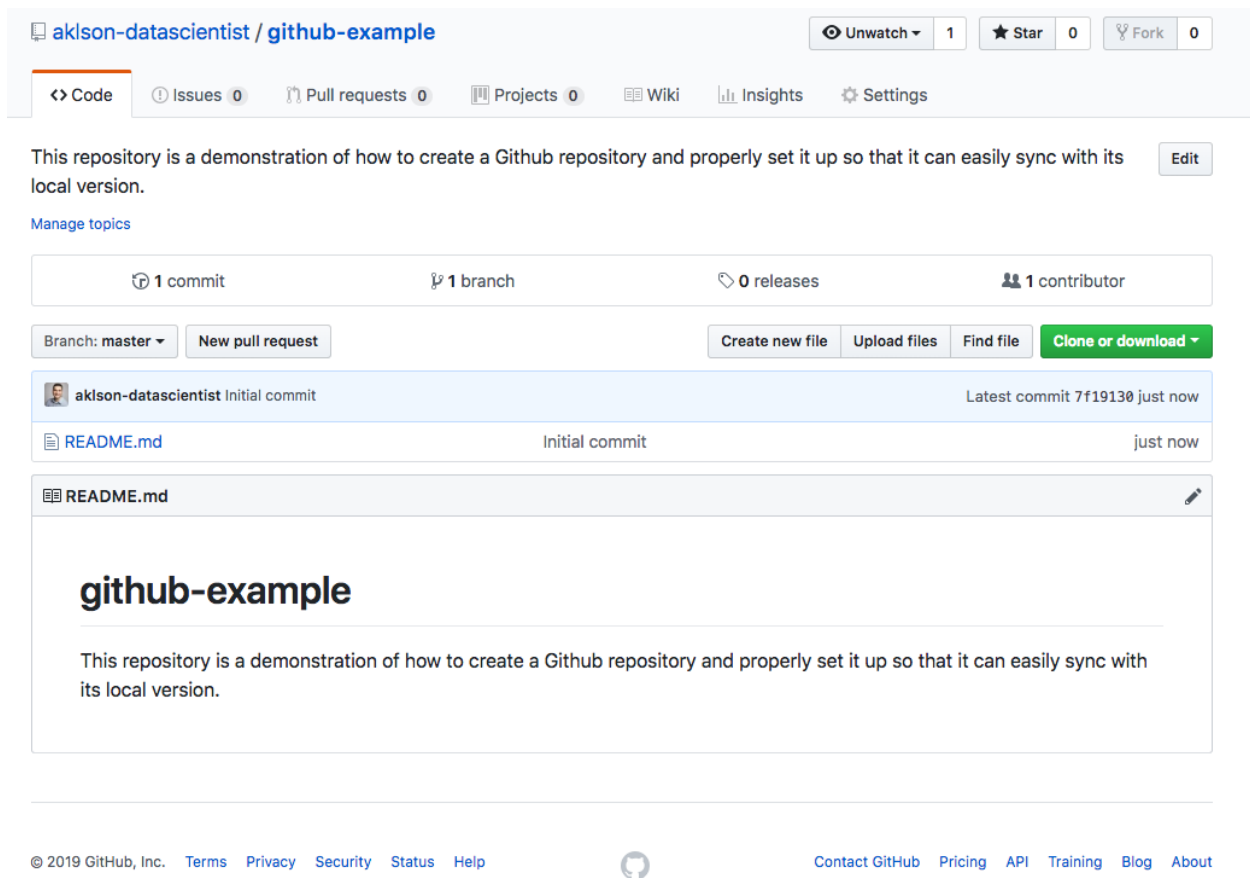 aklson-datascientist / github-example
Unwatch 1 Star 0 Fork 0
Code Issues 0 Pull requests 0 Projects 0 Wiki Insights Settings
This repository is a demonstration of how to create a Github repository and properly set it up so that it can easily sync with its
local version.
Edit
Manage topics
1 commit 1 branch 0 releases 1 contributor
Branch: master New pull request Create new file Upload files Find file Clone or download
aklson-datascientist Initial commit Latest commit 7f19130 just now
README.md Initial commit just now
README.md
github-example
This repository is a demonstration of how to create a Github repository and properly set it up so that it can easily sync with
its local version.
© 2019 GitHub, Inc. Terms Privacy Security Status Help Contact GitHub Pricing API Training Blog About